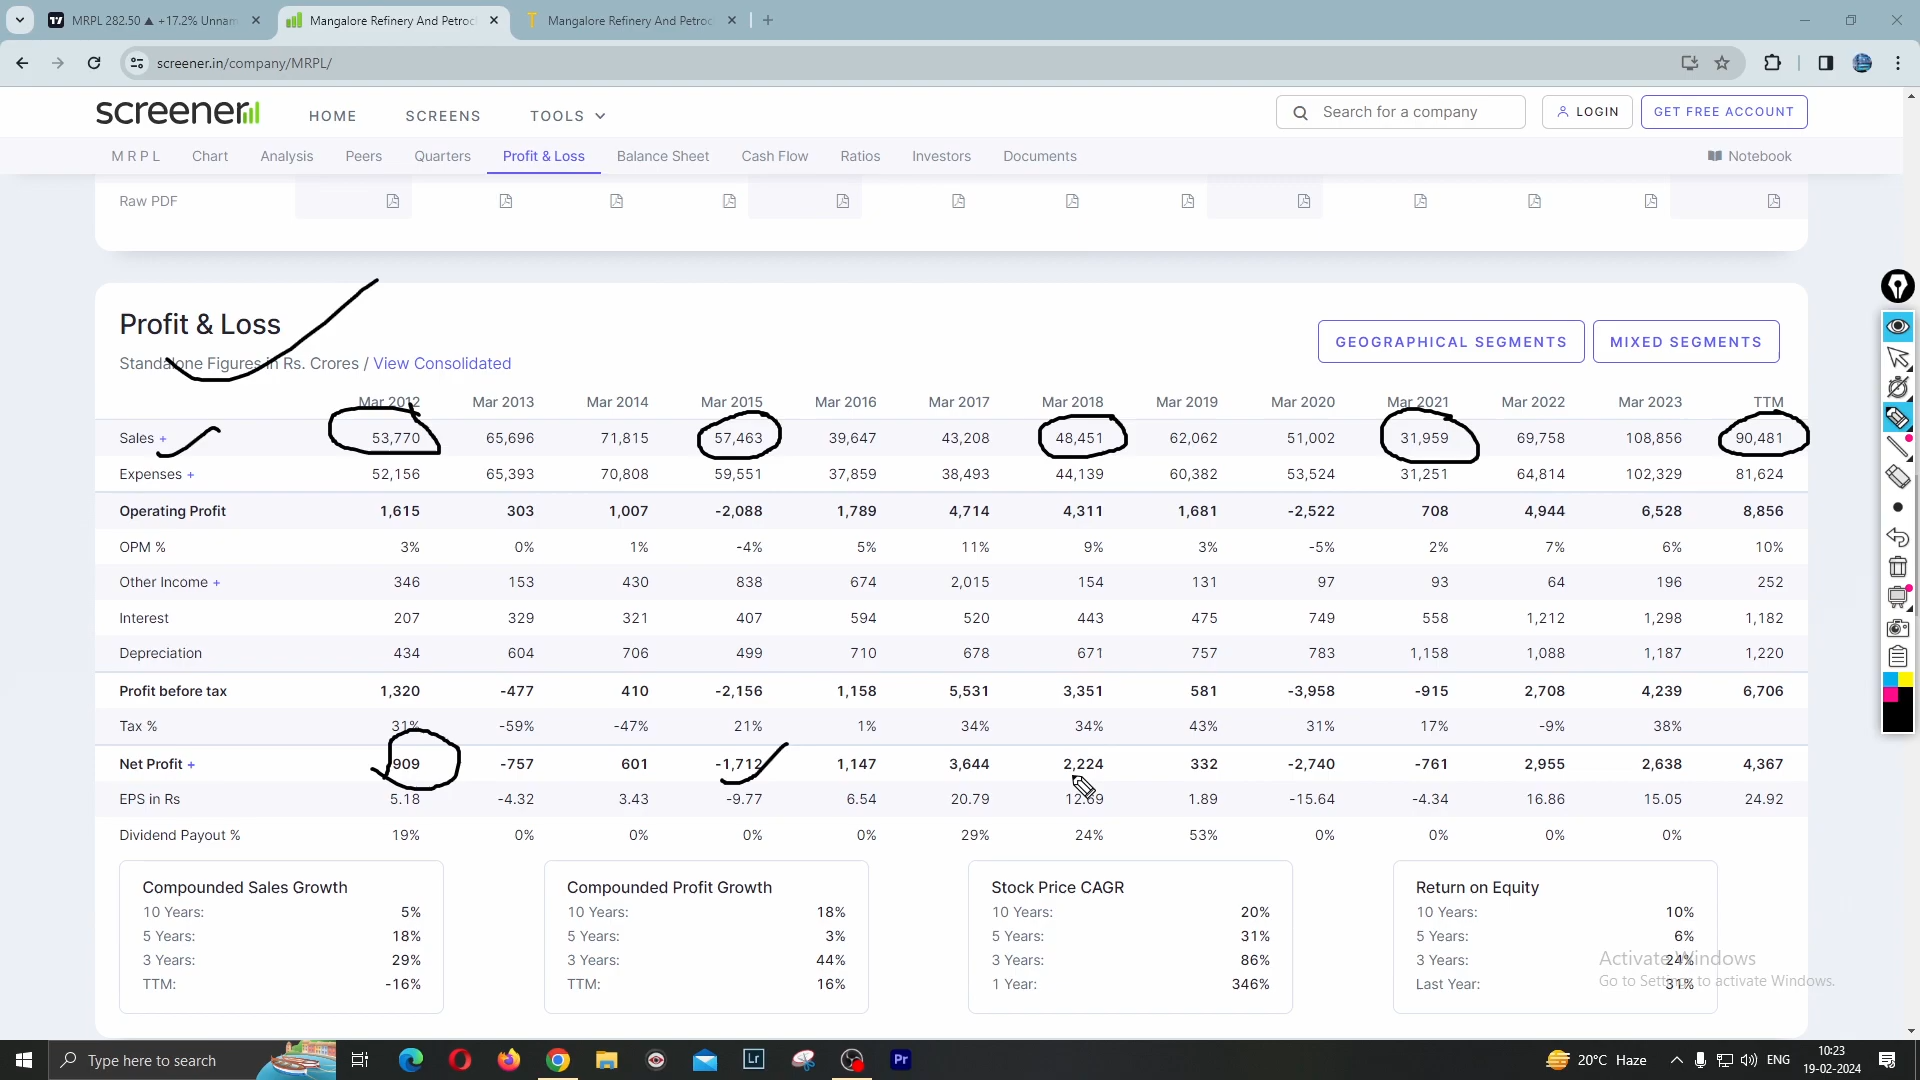 MRPL 282.50 ▲ +17.2% Unnam
Mangalore Refinery And Petroc
Mangalore Refinery And Petroc
screener.in/company/MRPL/
screener HOME SCREENS TOOLS Search for a company LOGIN GET FREE ACCOUNT
M R P L Chart Analysis Peers Quarters Profit & Loss Balance Sheet Cash Flow Ratios Investors Documents Notebook
Raw PDF
Profit & Loss
GEOGRAPHICAL SEGMENTS MIXED SEGMENTS
Standalone Figures in Rs. Crores / View Consolidated
Mar 2012 Mar 2013 Mar 2014 Mar 2015 Mar 2016 Mar 2017 Mar 2018 Mar 2019 Mar 2020 Mar 2021 Mar 2022 Mar 2023 TTM
Sales + 53,770 65,696 71,815 57,463 39,647 43,208 48,451 62,062 51,002 31,959 69,758 108,856 90,481
Expenses + 52,156 65,393 70,808 59,551 37,859 38,493 44,139 60,382 53,524 31,251 64,814 102,329 81,624
Operating Profit 1,615 303 1,007 -2,088 1,789 4,714 4,311 1,681 -2,522 708 4,944 6,528 8,856
OPM % 3% 0% 1% -4% 5% 11% 9% 3% -5% 2% 7% 6% 10%
Other Income + 346 153 430 838 674 2,015 154 131 97 93 64 196 252
Interest 207 329 321 407 594 520 443 475 749 558 1,212 1,298 1,182
Depreciation 434 604 706 499 710 678 671 757 783 1,158 1,088 1,187 1,220
Profit before tax 1,320 -477 410 -2,156 1,158 5,531 3,351 581 -3,958 -915 2,708 4,239 6,706
Tax % 31% -59% -47% 21% 1% 34% 34% 43% 31% 17% -9% 38%
Net Profit + 909 -757 601 -1,712 1,147 3,644 2,224 332 -2,740 -761 2,955 2,638 4,367
EPS in Rs 5.18 -4.32 3.43 -9.77 6.54 20.79 12.69 1.89 -15.64 -4.34 16.86 15.05 24.92
Dividend Payout % 19% 0% 0% 0% 0% 29% 24% 53% 0% 0% 0% 0%
Compounded Sales Growth
10 Years: 5%
5 Years: 18%
3 Years: 29%
TTM: -16%
Compounded Profit Growth
10 Years: 18%
5 Years: 3%
3 Years: 44%
TTM: 16%
Stock Price CAGR
10 Years: 20%
5 Years: 31%
3 Years: 86%
1 Year: 346%
Return on Equity
10 Years: 10%
5 Years: 6%
3 Years: 24%
Last Year: 31%
Activate Windows
Go to Settings to activate Windows.
Type here to search
Lr
Pr
20°C Haze
ENG
10:23
19-02-2024